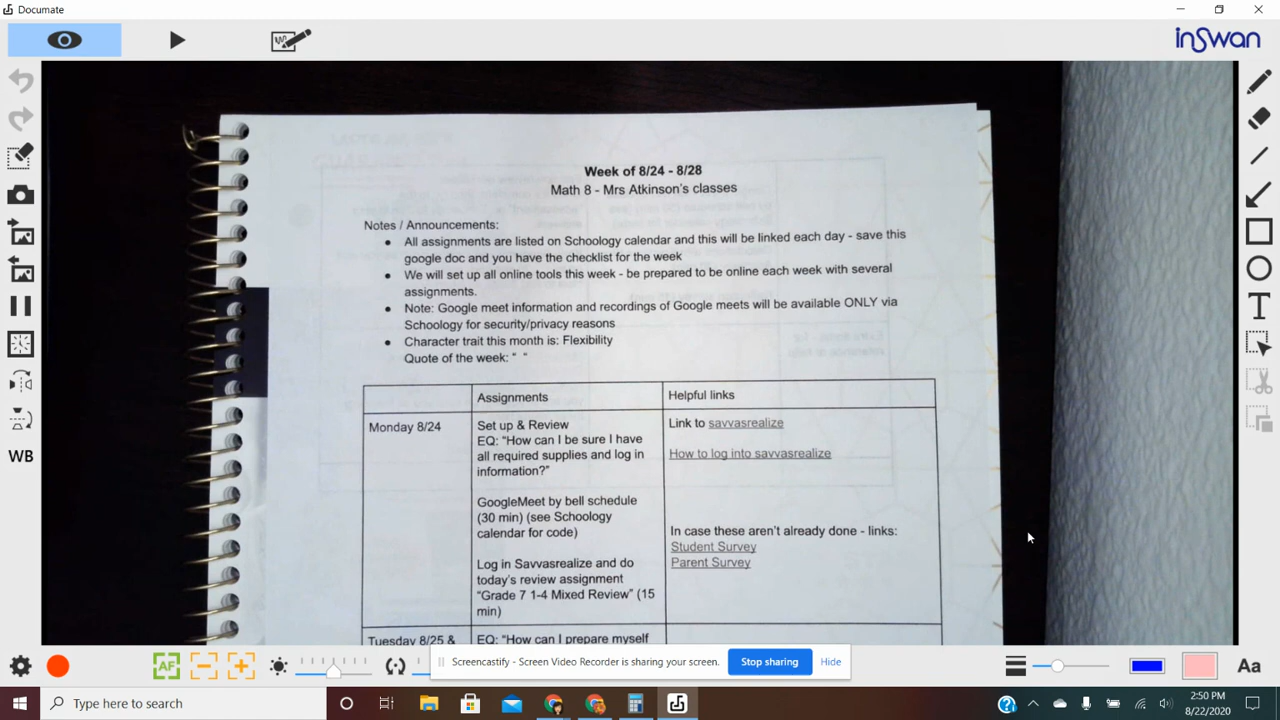 Documate
inSwan
Week of 8/24 - 8/28
Math 8 - Mrs Atkinson's classes
Notes / Announcements:
All assignments are listed on Schoology calendar and this will be linked each day - save this
google doc and you have the checklist for the week
We will set up all online tools this week - be prepared to be online each week with several
assignments.
Note: Google meet information and recordings of Google meets will be available ONLY via
Schoology for security/privacy reasons
Character trait this month is: Flexibility
Quote of the week: " "
Assignments
Helpful links
Monday 8/24
Set up & Review
EQ: "How can I be sure I have
all required supplies and log in
information?"
GoogleMeet by bell schedule
(30 min) (see Schoology
calendar for code)
Log in Savvasrealize and do
today's review assignment
"Grade 7 1-4 Mixed Review" (15
min)
Link to savvasrealize
How to log into savvasrealize
In case these aren't already done - links:
Student Survey
Parent Survey
Tuesday 8/25 &
EQ: "How can I prepare myself
WB
AF
Screencastify - Screen Video Recorder is sharing your screen.
Stop sharing
Hide
Aa
Type here to search
2:50 PM
8/22/2020